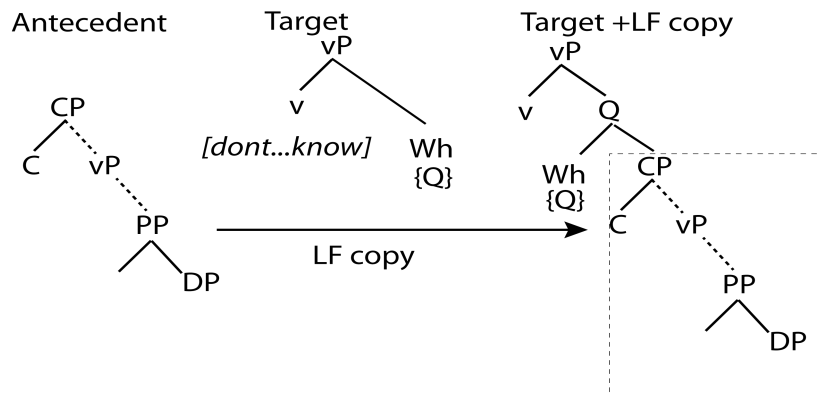 Antecedent
CP
C
vP
PP
DP
Target
vP
v
[dont...know]
Wh
{Q}
LF copy
Target +LF copy
vP
v
Q
Wh
{Q}
CP
C
vP
PP
DP